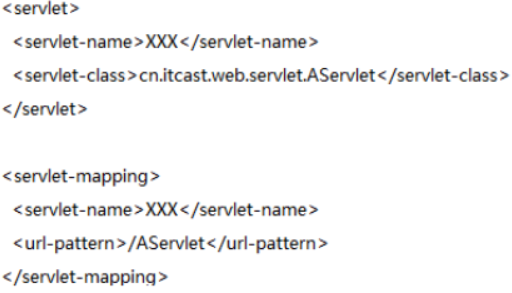 <servlet>
<servlet-name>XXX</servlet-name>
<servlet-class>cn.itcast.web.servlet.AServlet</servlet-class>
</servlet>
<servlet-mapping>
<servlet-name>XXX</servlet-name>
<url-pattern>/AServlet</url-pattern>
</servlet-mapping>